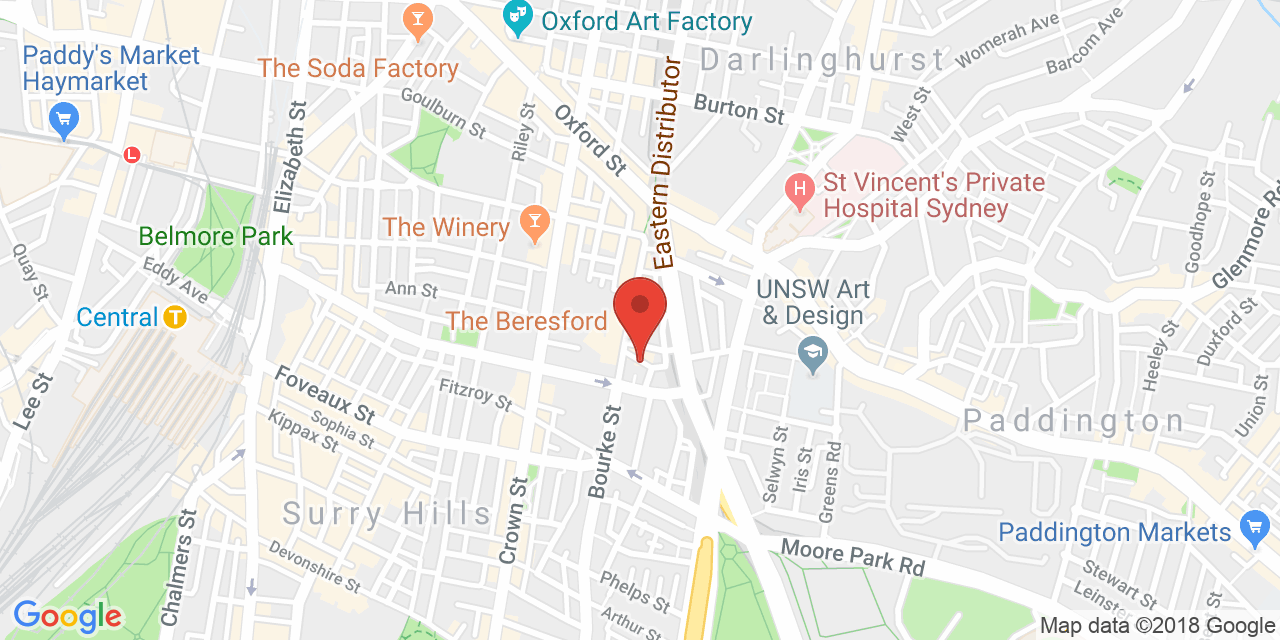 Oxford Art Factory
Paddy's Market
Haymarket
The Soda Factory
Darlinghurst
Womerah Ave
Barcom Ave
Goulburn St
Riley St
Oxford St
Burton St
West St
Elizabeth St
Eastern Distributor
L
H
St Vincent's Private
Hospital Sydney
Goodhope St
Glenmore Rd
The Winery
Belmore Park
Quay St
Eddy Ave
Ann St
UNSW Art
& Design
Central
T
The Beresford
Duxford St
Heeley St
Lee St
Foveaux St
Fitzroy St
Sophia St
Kippax St
Bourke St
Paddington
Union St
Selwyn St
Iris St
Greens Rd
Surry Hills
Crown St
Chalmers St
Devonshire St
Paddington Markets
Moore Park Rd
Phelps St
Arthur St
Stewart St
Leinster
St
Google
Map data ©2018 Google